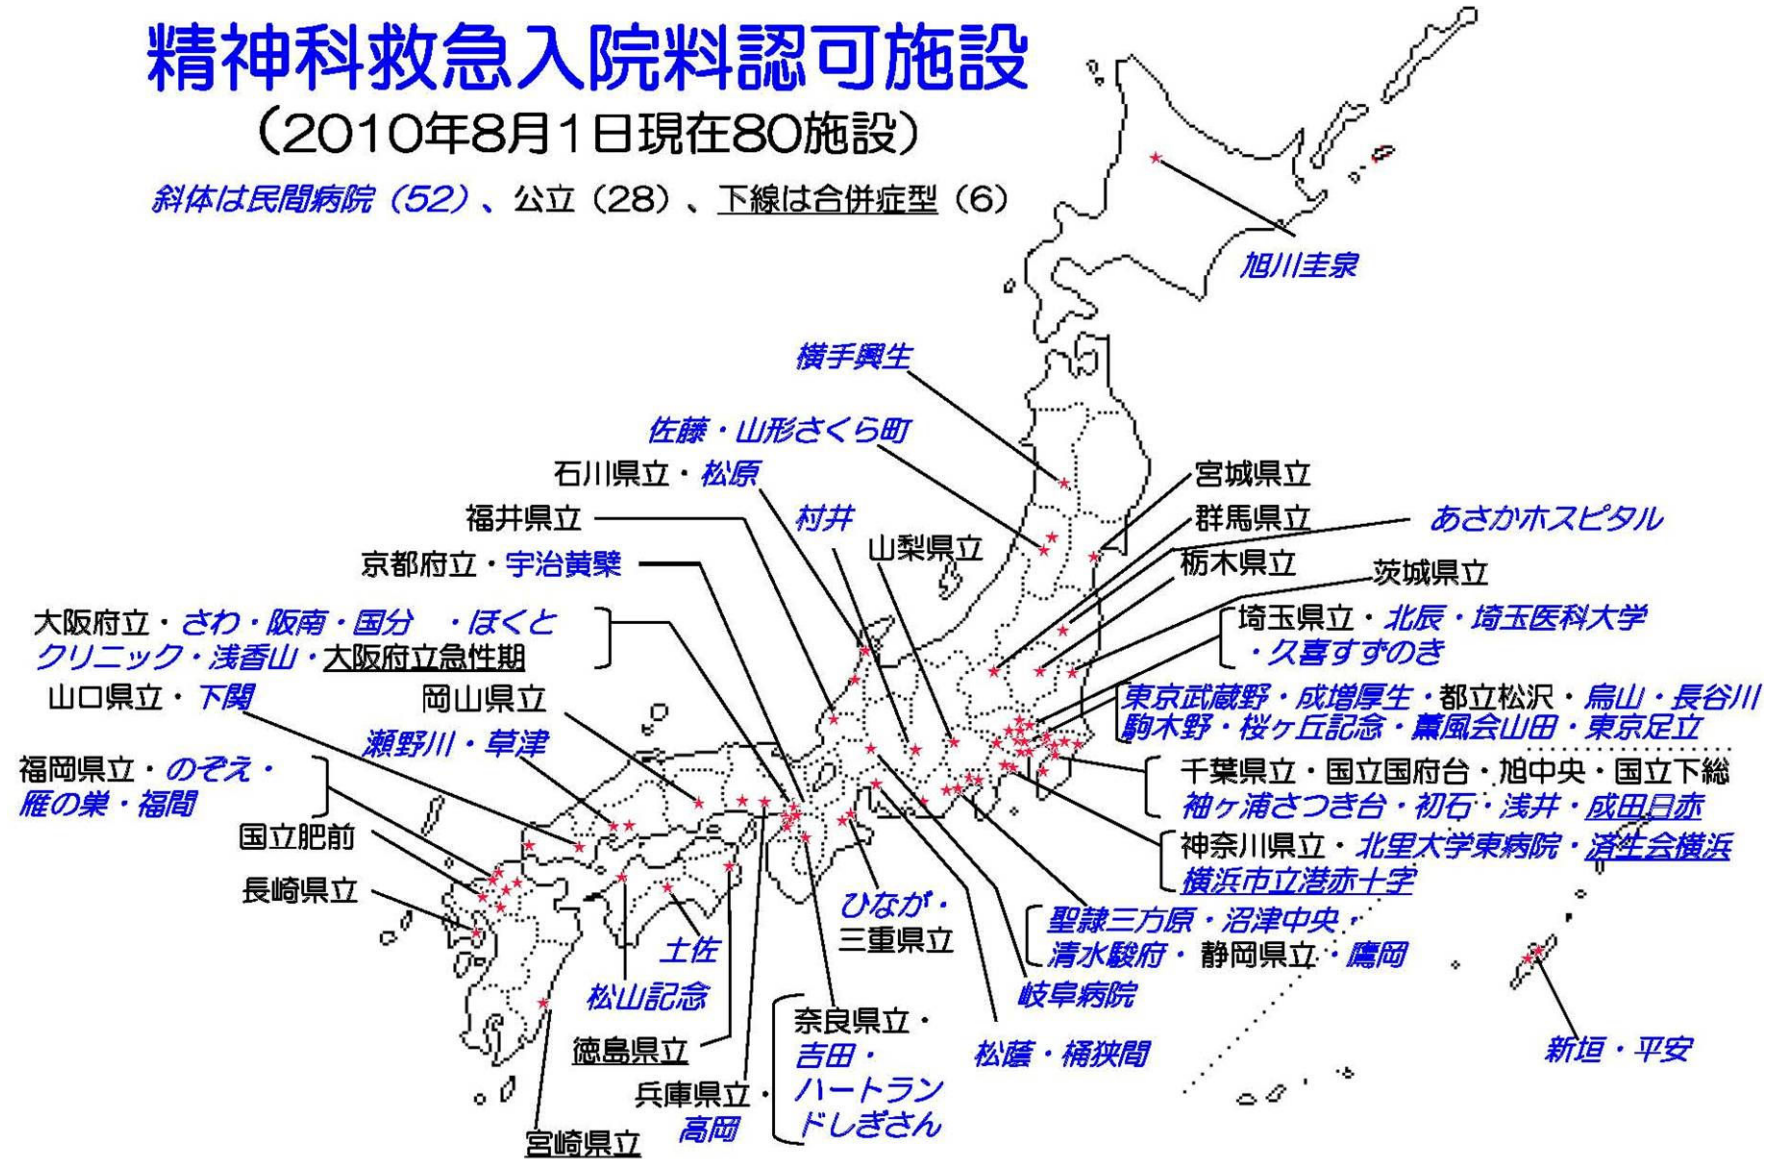 精神科救急入院料認可施設
（2010年8月1日現在80施設）
斜体は民間病院（52）、公立（28）、下線は合併症型（6）
旭川圭泉
横手興生
佐藤・山形さくら町
石川県立・松原
宮城県立
福井県立
村井
群馬県立
あさかホスピタル
京都府立・宇治黄檗
山梨県立
栃木県立
茨城県立
大阪府立・さわ・阪南・国分　・ほくと
クリニック・浅香山・大阪府立急性期
埼玉県立・北辰・埼玉医科大学
・久喜すずのき
山口県立・下関
岡山県立
東京武蔵野・成増厚生・都立松沢・烏山・長谷川
駒木野・桜ヶ丘記念・薫風会山田・東京足立
瀬野川・草津
福岡県立・のぞえ・
雁の巣・福間
千葉県立・国立国府台・旭中央・国立下総
袖ヶ浦さつき台・初石・浅井・成田日赤
国立肥前
神奈川県立・北里大学東病院・済生会横浜
横浜市立港赤十字
長崎県立
ひなが・
三重県立
聖隷三方原・沼津中央・
清水駿府・静岡県立・鷹岡
土佐
松山記念
岐阜病院
奈良県立・
吉田・
ハートラン
ドしぎさん
徳島県立
松蔭・桶狭間
新垣・平安
兵庫県立・
高岡
宮崎県立